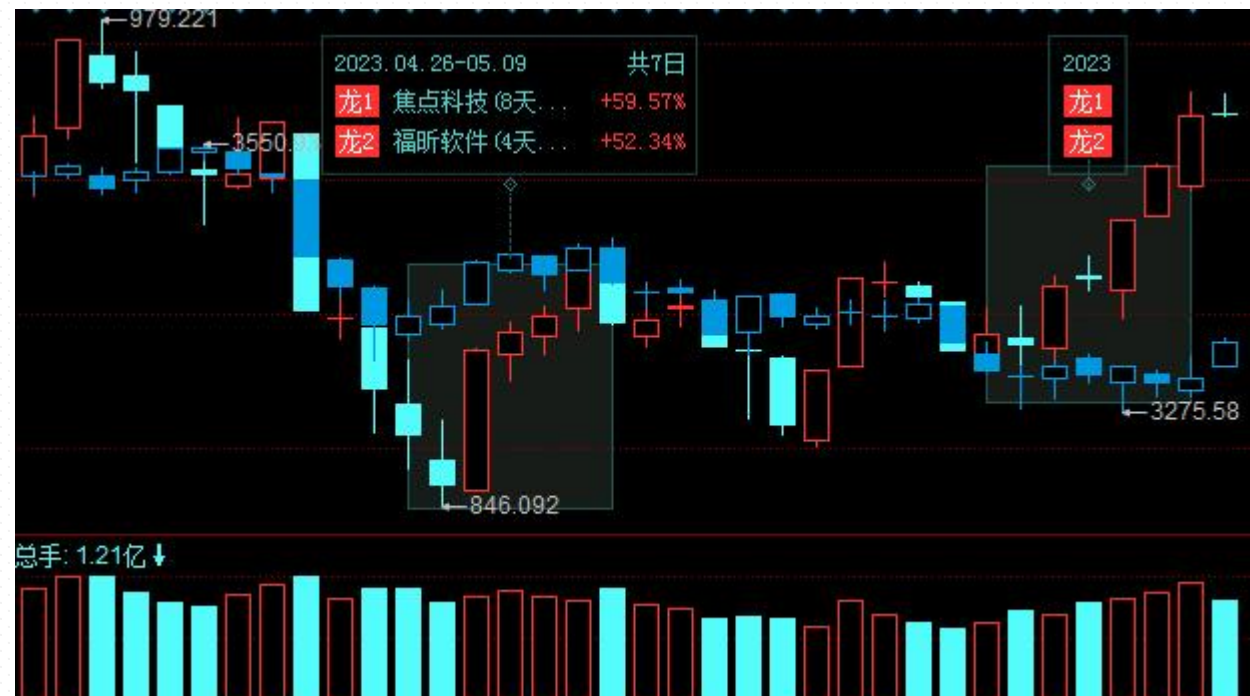 979.221
2023.04.26-05.09 共7日
龙1 焦点科技(8天... +59.57%
龙2 福昕软件(4天... +52.34%
2023
龙1
龙2
3275.58
846.092
总手: 1.21亿